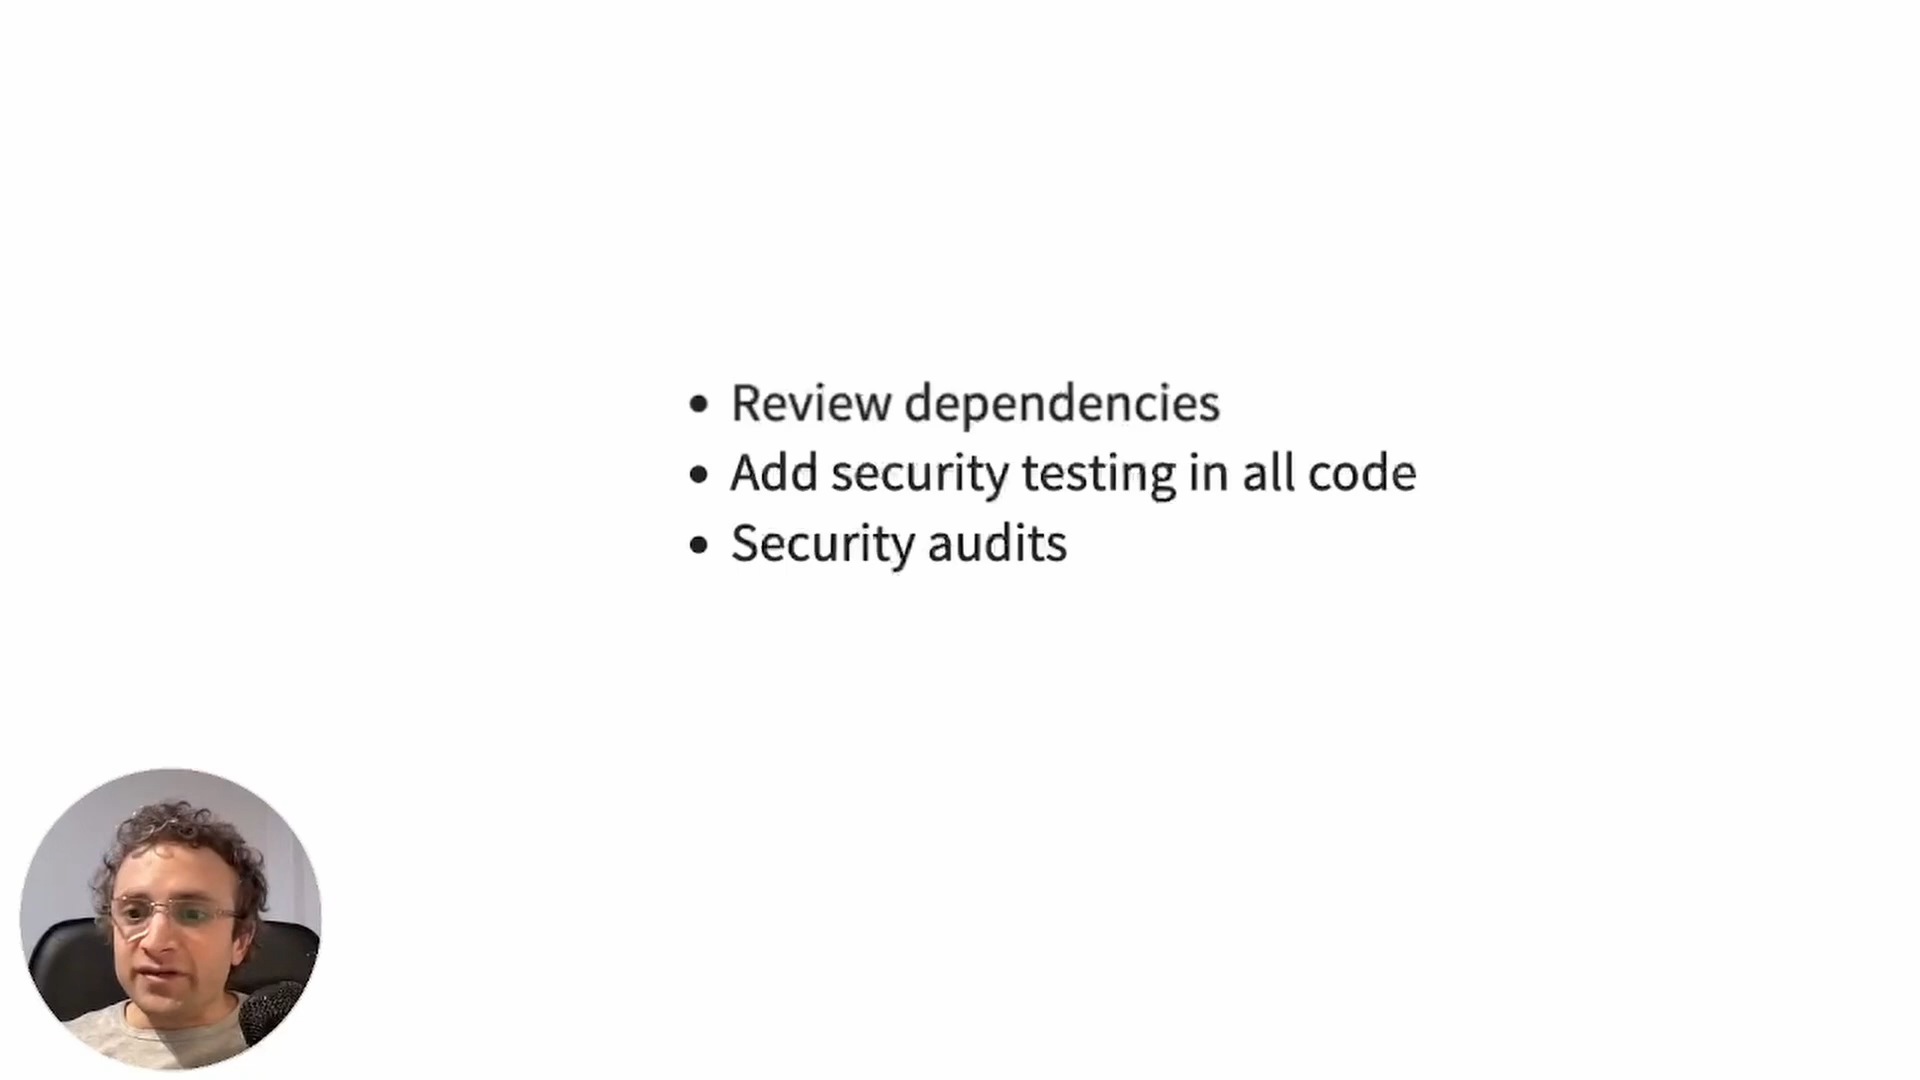 • Review dependencies
• Add security testing in all code
• Security audits